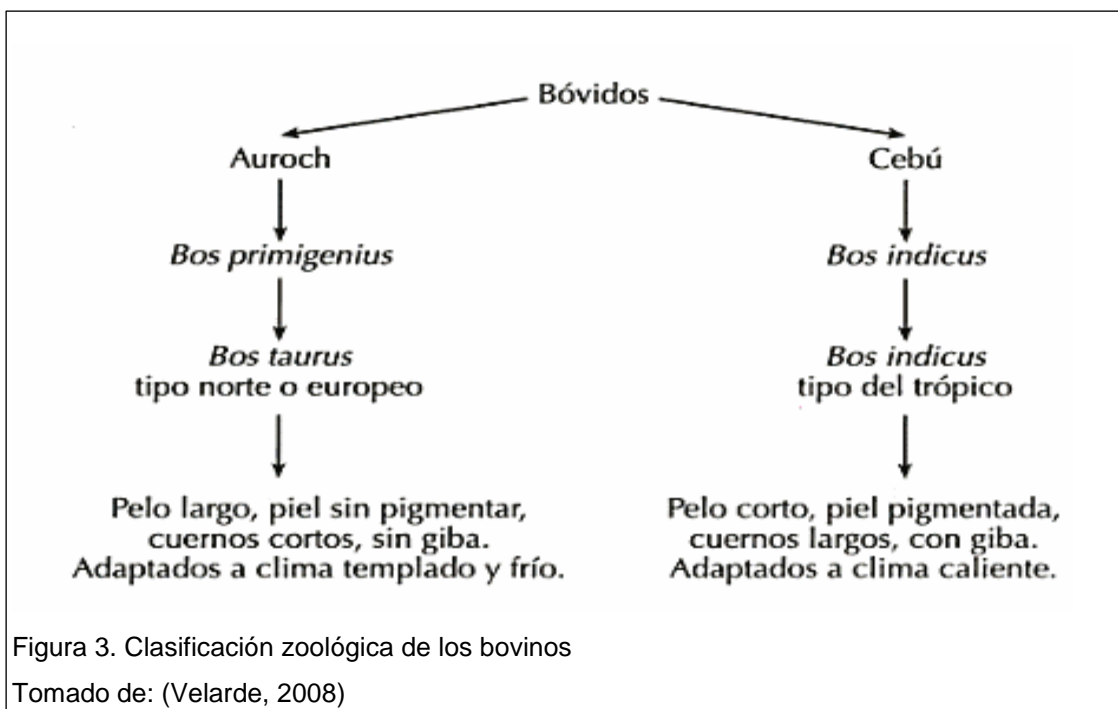 Bóvidos
Auroch
Cebú
Bos primigenius
Bos indicus
Bos taurus
tipo norte o europeo
Bos indicus
tipo del trópico
Pelo largo, piel sin pigmentar,
cuernos cortos, sin giba.
Adaptados a clima templado y frío.
Pelo corto, piel pigmentada,
cuernos largos, con giba.
Adaptados a clima caliente.
Figura 3. Clasificación zoológica de los bovinos
Tomado de: (Velarde, 2008)